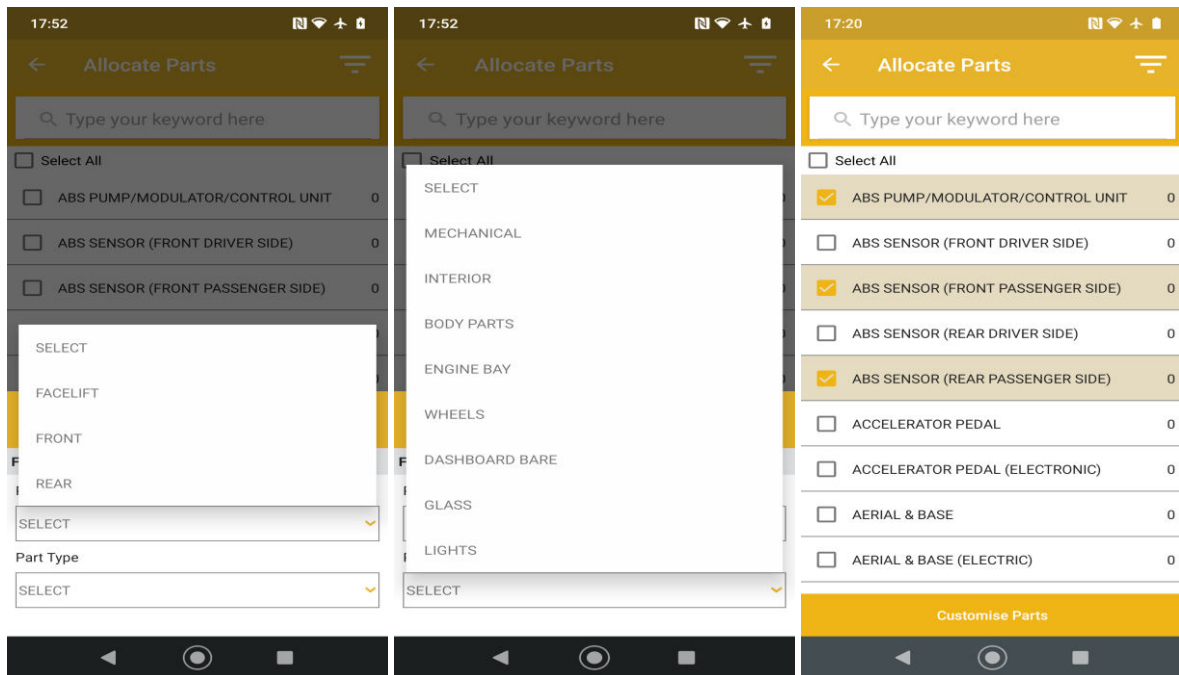 17:52
Allocate Parts
Type your keyword here
Select All
ABS PUMP/MODULATOR/CONTROL UNIT 0
ABS SENSOR (FRONT DRIVER SIDE) 0
ABS SENSOR (FRONT PASSENGER SIDE) 0
SELECT
FACELIFT
FRONT
REAR
SELECT
Part Type
SELECT
17:52
Allocate Parts
Type your keyword here
Select All
SELECT
MECHANICAL
INTERIOR
BODY PARTS
ENGINE BAY
WHEELS
DASHBOARD BARE
GLASS
LIGHTS
SELECT
17:20
Allocate Parts
Type your keyword here
Select All
ABS PUMP/MODULATOR/CONTROL UNIT 0
ABS SENSOR (FRONT DRIVER SIDE) 0
ABS SENSOR (FRONT PASSENGER SIDE) 0
ABS SENSOR (REAR DRIVER SIDE) 0
ABS SENSOR (REAR PASSENGER SIDE) 0
ACCELERATOR PEDAL 0
ACCELERATOR PEDAL (ELECTRONIC) 0
AERIAL & BASE 0
AERIAL & BASE (ELECTRIC) 0
Customise Parts